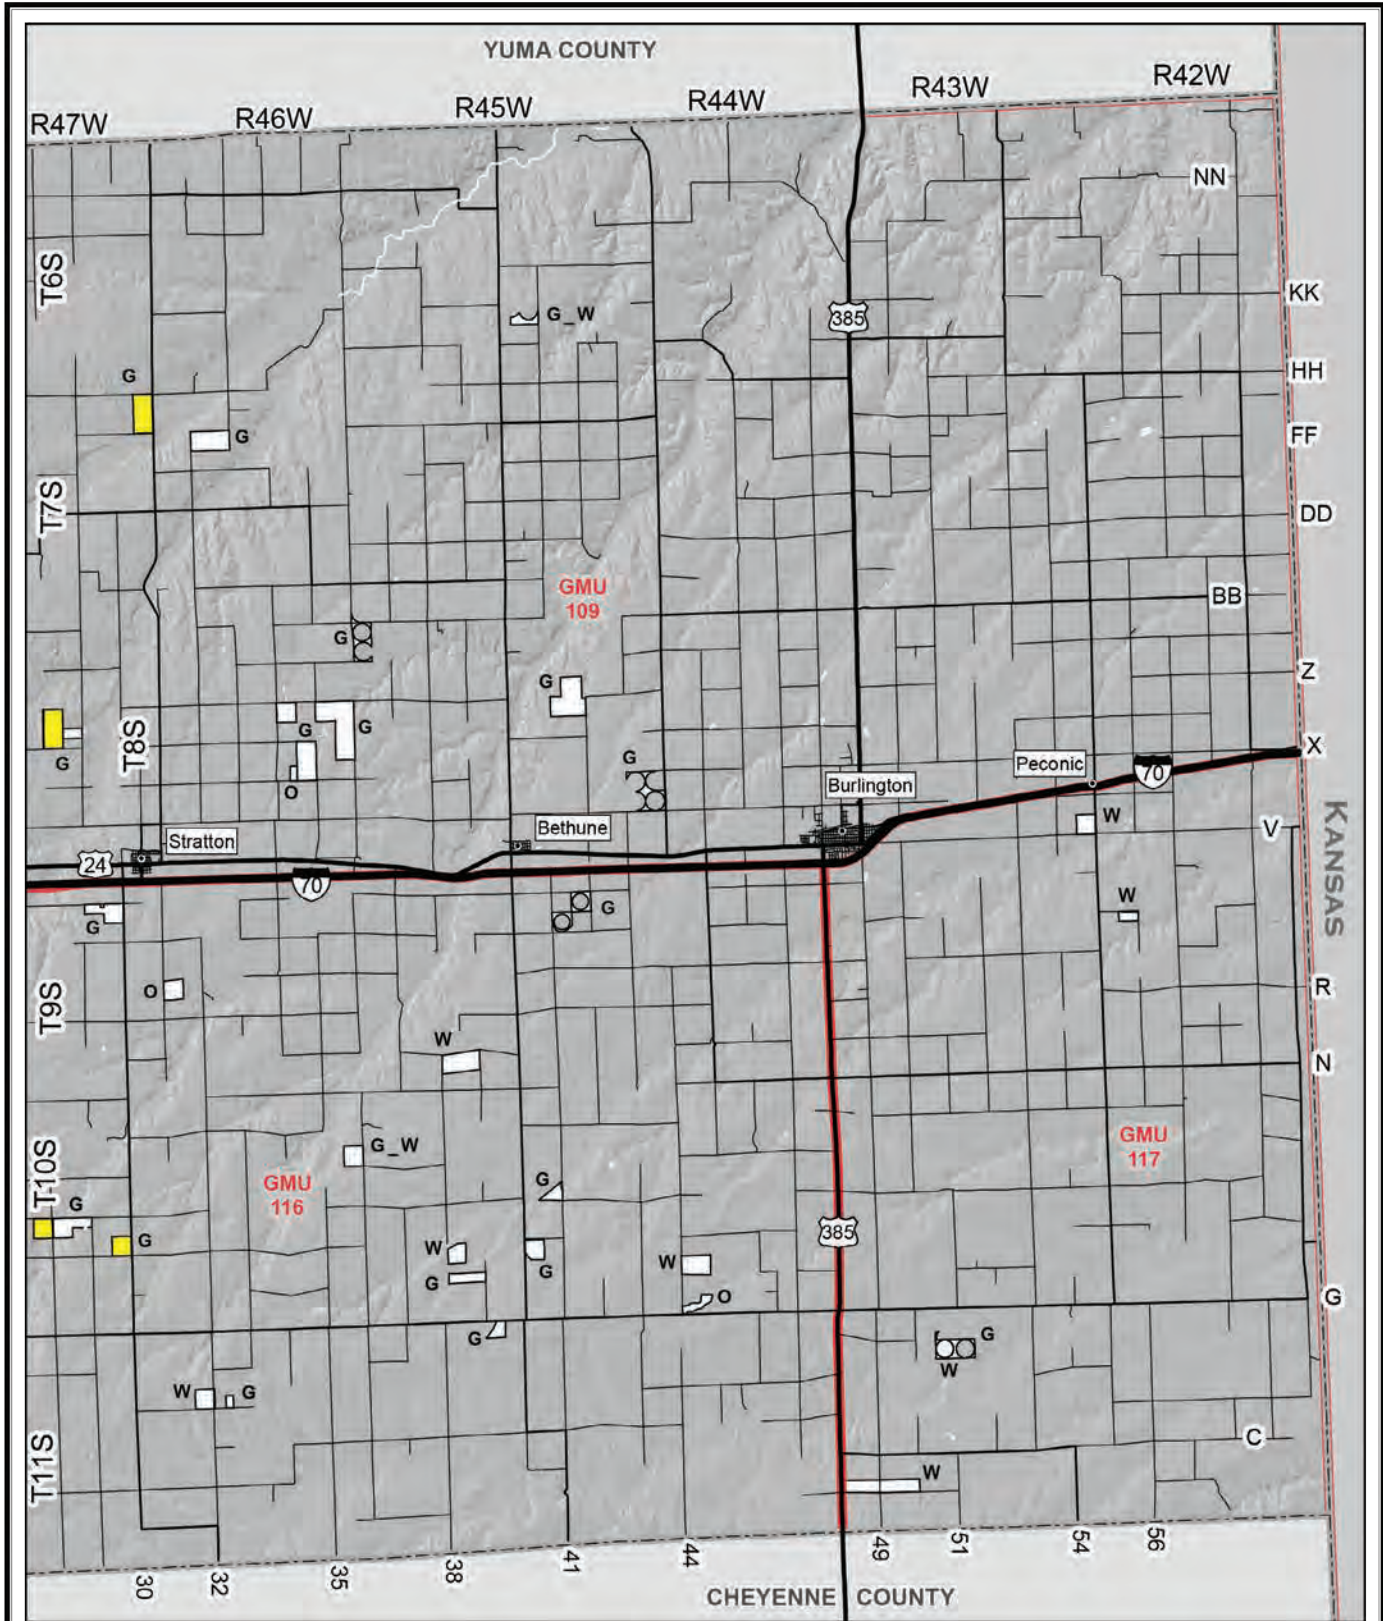 YUMA COUNTY
R47W
R46W
R45W
R44W
R43W
R42W
NN
T6S
KK
G_W
385
HH
G
FF
G
T7S
DD
GMU
109
BB
G
Z
G
G
G
T8S
X
G
O
G
Peconic
70
Burlington
W
V
Bethune
Stratton
24
70
KANSAS
W
G
G
O
R
T9S
W
N
GMU
117
G_W
T10S
GMU
116
G
G
G
385
W
G
W
G
G
O
G
G
W
W
G
C
T11S
W
30
32
35
38
41
44
49
51
54
56
CHEYENNE COUNTY